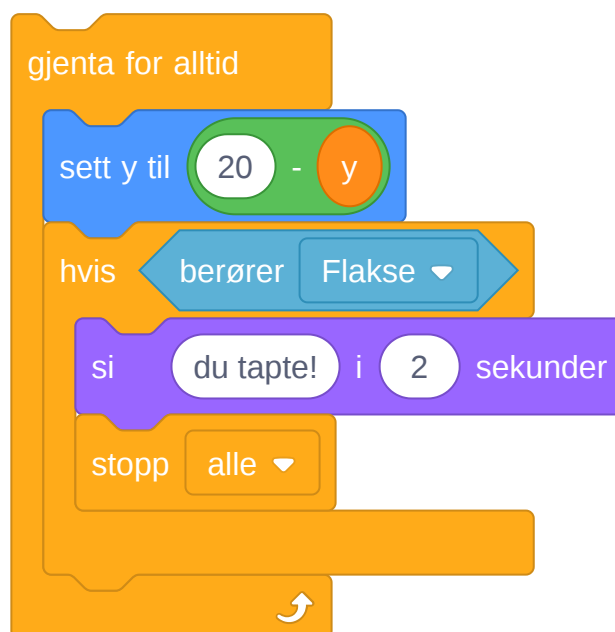 gjenta for alltid
sett y til 20 - y
hvis berører Flakse
si du tapte! i 2 sekunder
stopp alle